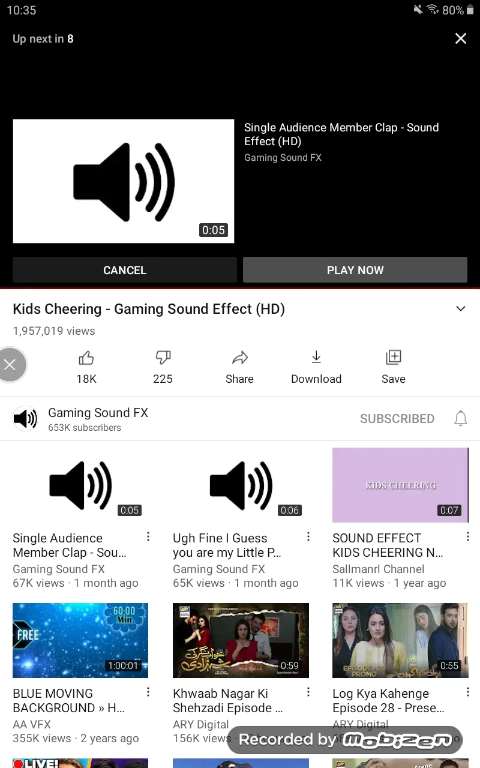 10:35
80%
Up next in 8
Single Audience Member Clap - Sound
Effect (HD)
Gaming Sound FX
0:05
CANCEL
PLAY NOW
Kids Cheering - Gaming Sound Effect (HD)
1,957,019 views
18K
225
Share
Download
Save
Gaming Sound FX
653K subscribers
SUBSCRIBED
0:05
0:06
KIDS CHEERING
0:07
Single Audience
Member Clap - Sou...
Gaming Sound FX
67K views · 1 month ago
Ugh Fine I Guess
you are my Little P...
Gaming Sound FX
65K views · 1 month ago
SOUND EFFECT
KIDS CHEERING N...
Sallmanrl Channel
11K views · 1 year ago
60:00
Min.
FREE
1:00:01
0:59
PROMO
0:55
BLUE MOVING
BACKGROUND » H...
AA VFX
355K views · 2 years ago
Khwaab Nagar Ki
Shehzadi Episode ...
ARY Digital
156K views
Log Kya Kahenge
Episode 28 - Prese...
ARY Digital
Recorded by MOBIZEN
LIVE!